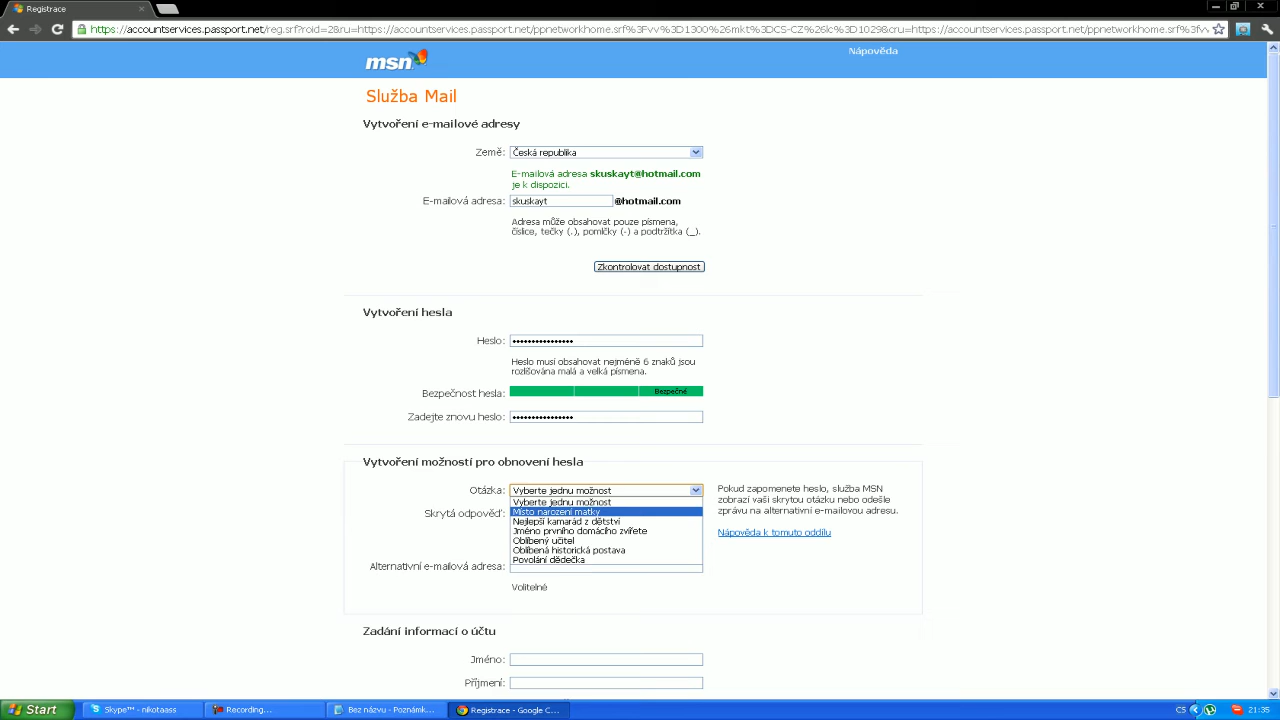 Registrace
https://accountservices.passport.net/reg.srf?roid=2&ru=https://accountservices.passport.net/ppnetworkhome.srf%3Fvv%3D1300%26mkt%3DCS-CZ%26lc%3D1029&cru=https://accountservices.passport.net/ppnetworkhome.srf%3Fvv
msn
Nápověda
Služba Mail
Vytvoření e-mailové adresy
Země: Česká republika
E-mailová adresa skuskayt@hotmail.com
je k dispozici.
E-mailová adresa: skuskayt @hotmail.com
Adresa může obsahovat pouze písmena,
číslice, tečky (.), pomlčky (-) a podtržítka (_).
Zkontrolovat dostupnost
Vytvoření hesla
Heslo: ••••••••••••••••
Heslo musí obsahovat nejméně 6 znaků jsou
rozlišována malá a velká písmena.
Bezpečnost hesla: Bezpečné
Zadejte znovu heslo: ••••••••••••••••
Vytvoření možností pro obnovení hesla
Otázka: Vyberte jednu možnost
Vyberte jednu možnost
Místo narození matky
Nejlepší kamarád z dětství
Jméno prvního domácího zvířete
Oblíbený učitel
Oblíbená historická postava
Povolání dědečka
Skrytá odpověď:
Alternativní e-mailová adresa:
Volitelné
Pokud zapomenete heslo, služba MSN
zobrazí vaši skrytou otázku nebo odešle
zprávu na alternativní e-mailovou adresu.
Nápověda k tomuto oddílu
Zadání informací o účtu
Jméno:
Příjmení:
Start
Skype™ - nikotaass
Recording...
Bez názvu - Poznámk...
Registrace - Google C...
CS
21:35